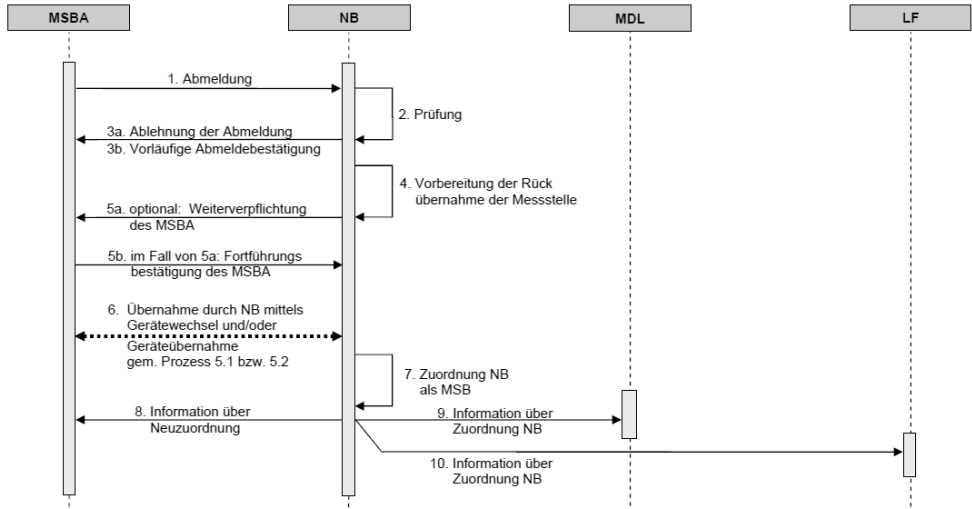 MSBA
NB
MDL
LF
1. Abmeldung
2. Prüfung
3a. Ablehnung der Abmeldung
3b. Vorläufige Abmeldebestätigung
4. Vorbereitung der Rück
übernahme der Messstelle
5a. optional: Weiterverpflichtung
des MSBA
5b. im Fall von 5a: Fortführungs
bestätigung des MSBA
6. Übernahme durch NB mittels
Gerätewechsel und/oder
Geräteübernahme
gem. Prozess 5.1 bzw. 5.2
7. Zuordnung NB
als MSB
8. Information über
Neuzuordnung
9. Information über
Zuordnung NB
10. Information über
Zuordnung NB